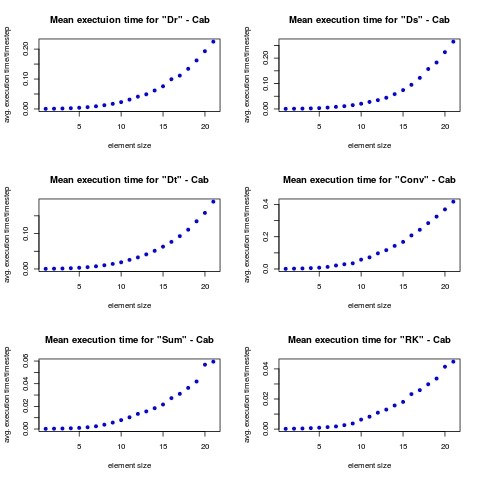 Mean exectuion time for "Dr" - Cab
avg. execution time/timestep
0.00
0.10
0.20
5
10
15
20
element size
Mean execution time for "Ds" - Cab
avg. execution time/timestep
0.00
0.10
0.20
5
10
15
20
element size
Mean execution time for "Dt" - Cab
avg. execution time/timestep
0.00
0.10
5
10
15
20
element size
Mean execution time for "Conv" - Cab
avg. execution time/timestep
0.0
0.2
0.4
5
10
15
20
element size
Mean execution time for "Sum" - Cab
avg. execution time/timestep
0.00
0.02
0.04
0.06
5
10
15
20
element size
Mean execution time for "RK" - Cab
avg. execution time/timestep
0.00
0.02
0.04
5
10
15
20
element size